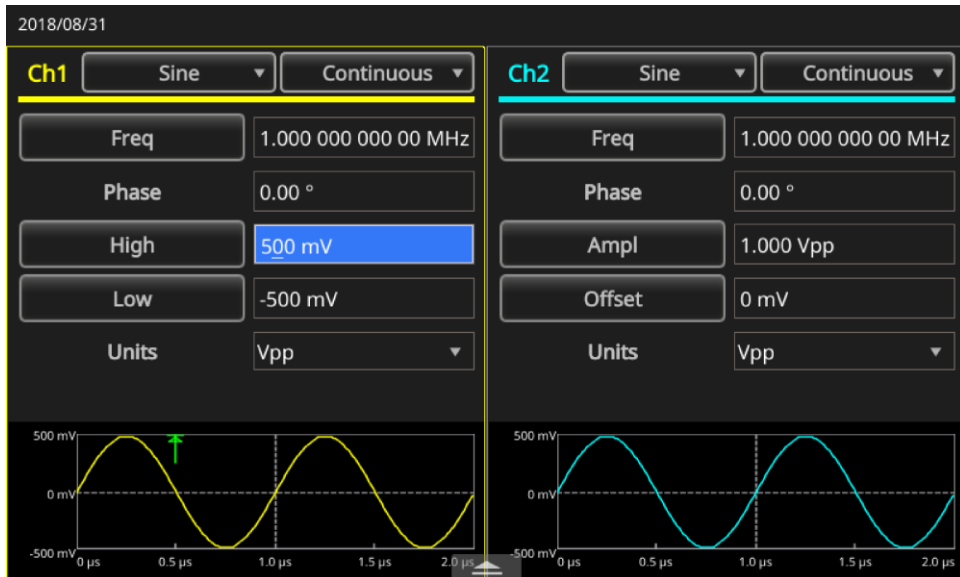 2018/08/31
Ch1 Sine Continuous
Freq 1.000 000 000 00 MHz
Phase 0.00 °
High 500 mV
Low -500 mV
Units Vpp
500 mV
0 mV
-500 mV
0 µs 0.5 µs 1.0 µs 1.5 µs 2.0 µs
Ch2 Sine Continuous
Freq 1.000 000 000 00 MHz
Phase 0.00 °
Ampl 1.000 Vpp
Offset 0 mV
Units Vpp
500 mV
0 mV
-500 mV
0 µs 0.5 µs 1.0 µs 1.5 µs 2.0 µs